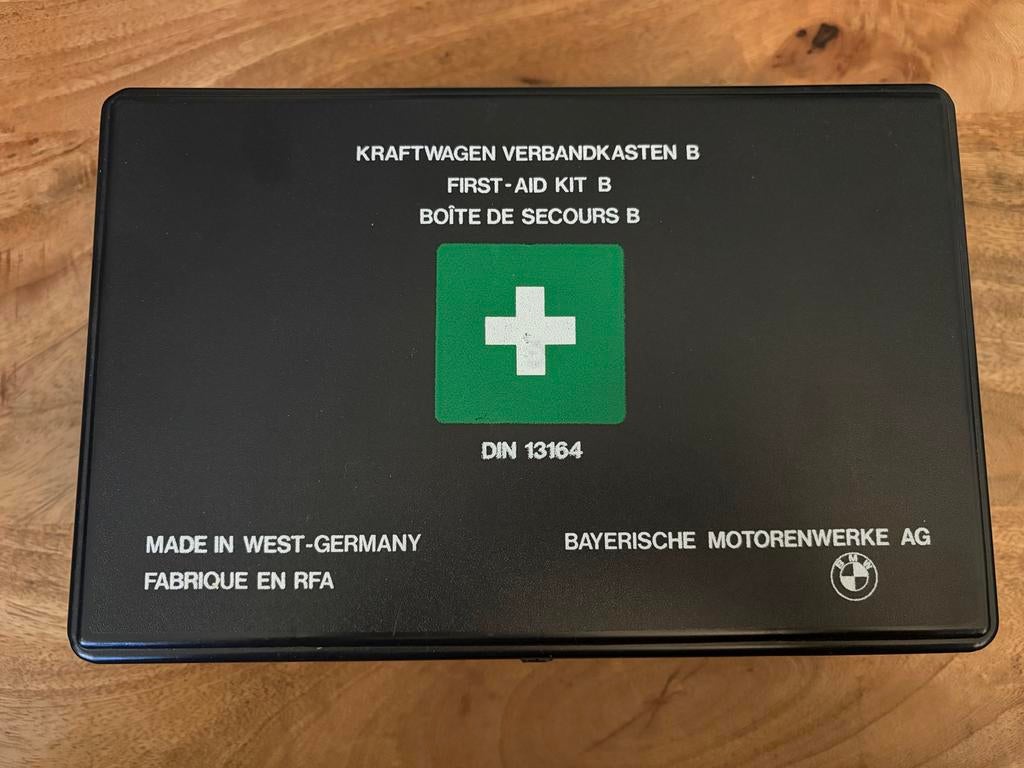 KRAFTWAGEN VERBANDKASTEN B
FIRST-AID KIT B
BOÎTE DE SECOURS B
DIN 13164
MADE IN WEST-GERMANY
FABRIQUE EN RFA
BAYERISCHE MOTORENWERKE AG
BMW